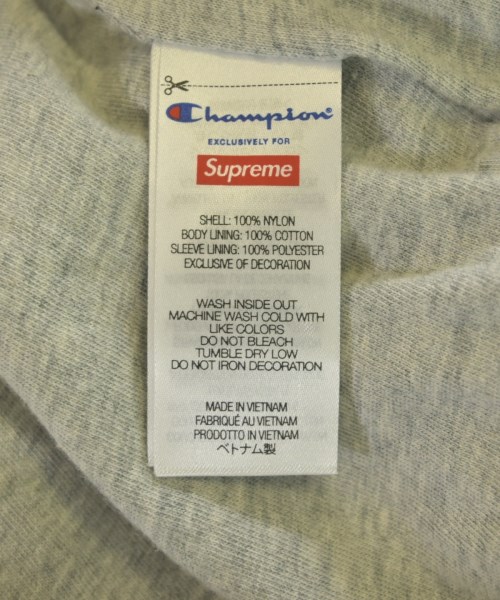 Champion
EXCLUSIVELY FOR
Supreme
SHELL: 100% NYLON
BODY LINING: 100% COTTON
SLEEVE LINING: 100% POLYESTER
EXCLUSIVE OF DECORATION
WASH INSIDE OUT
MACHINE WASH COLD WITH
LIKE COLORS
DO NOT BLEACH
TUMBLE DRY LOW
DO NOT IRON DECORATION
MADE IN VIETNAM
FABRIQUÉ AU VIETNAM
PRODOTTO IN VIETNAM
ベトナム製